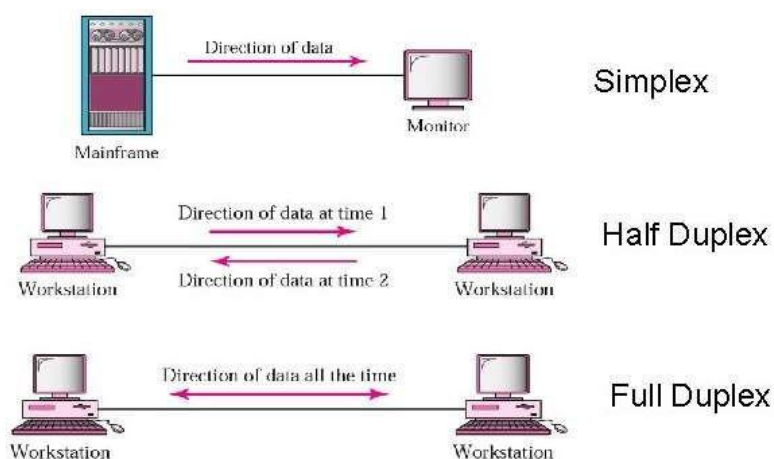 Direction of data
Simplex
Monitor
Mainframe
Direction of data at time 1
Half Duplex
Direction of data at time 2
Workstation
Workstation
Direction of data all the time
Full Duplex
Workstation
Workstation